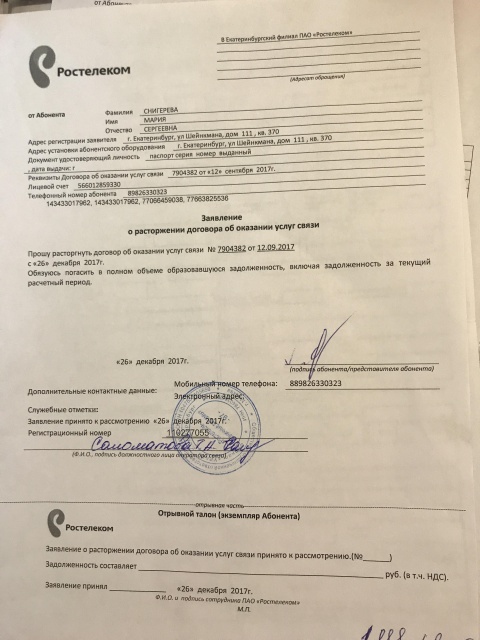 от Абонента
В Екатеринбургский филиал ПАО «Ростелеком»
Ростелеком
(Адресат обращения)
от Абонента Фамилия СНИГЕРЕВА
Имя МАРИЯ
Отчество СЕРГЕЕВНА
Адрес регистрации заявителя г. Екатеринбург, ул Шейнкмана, дом 111 , кв. 370
Адрес установки абонентского оборудования г. Екатеринбург, ул Шейнкмана, дом 111 , кв. 370
Документ удостоверяющий личность паспорт серия номер выданный
, дата выдачи: г
Реквизиты Договора об оказании услуг связи 7904382 от «12» сентября 2017г.
Лицевой счет 566012859330
Телефонный номер абонента 89826330323
143433017962, 143433017962, 77066459038, 77663825536
Заявление
о расторжении договора об оказании услуг связи
Прошу расторгнуть договор об оказании услуг связи № 7904382 от 12.09.2017
с «26» декабря 2017г.
Обязуюсь погасить в полном объеме образовавшуюся задолженность, включая задолженность за текущий
расчетный период.
«26» декабря 2017г.
(подпись абонента/представителя абонента)
Дополнительные контактные данные: Мобильный номер телефона: 889826330323
Электронный адрес:
Служебные отметки:
Заявление принято к рассмотрению «26» декабря 2017г.
Регистрационный номер 110227055
(Ф.И.О., подпись должностного лица оператора связи)
отрывная часть
Ростелеком
Отрывной талон (экземпляр Абонента)
Заявление о расторжении договора об оказании услуг связи принято к рассмотрению.(№______)
Задолженность составляет руб. (в т.ч. НДС).
Заявление принял «26» декабря 2017г.
Ф.И.О. и подпись сотрудника ПАО «Ростелеком»
М.П.